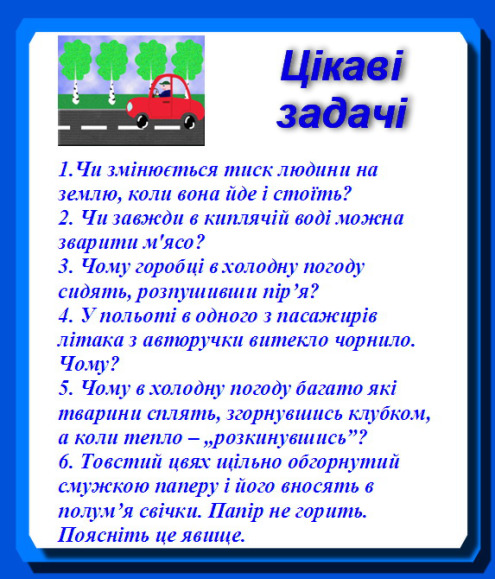 Цікаві
задачі
1.Чи змінюється тиск людини на
землю, коли вона йде і стоїть?
2. Чи завжди в киплячій воді можна
зварити м'ясо?
3. Чому горобці в холодну погоду
сидять, розпушивши пір’я?
4. У польоті в одного з пасажирів
літака з авторучки витекло чорнило.
Чому?
5. Чому в холодну погоду багато які
тварини сплять, згорнувшись клубком,
а коли тепло – „розкинувшись”?
6. Товстий цвях щільно обгорнутий
смужкою паперу і його вносять в
полум’я свічки. Папір не горить.
Поясніть це явище.